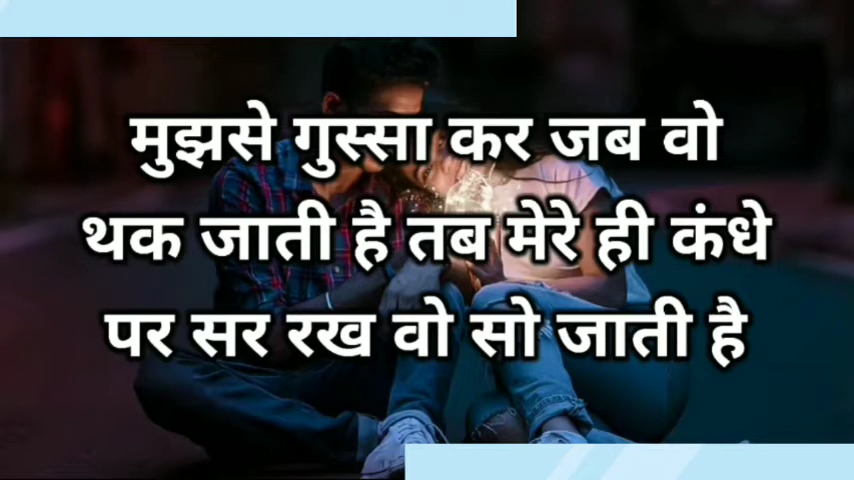 मुझसे गुस्सा कर जब वो
थक जाती है तब मेरे ही कंधे
पर सर रख वो सो जाती है